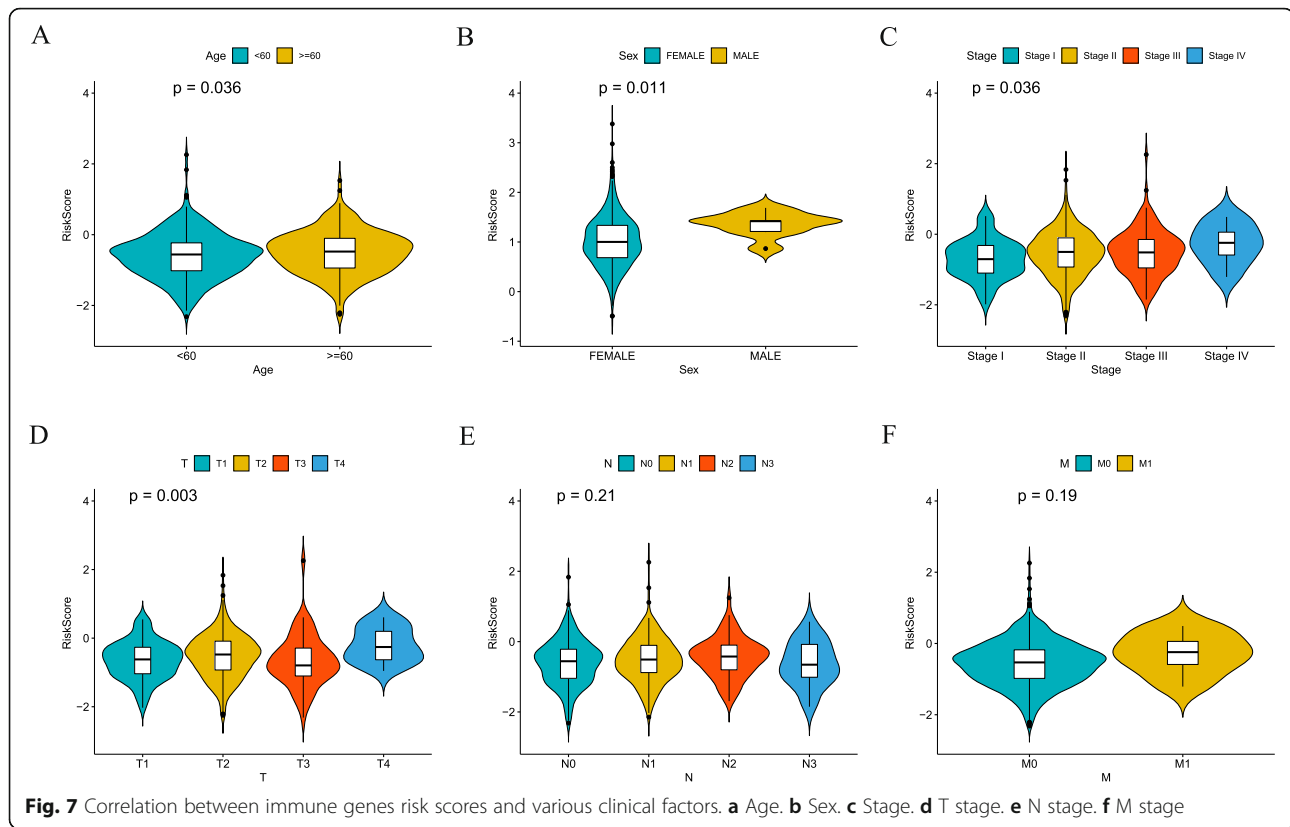 A
Age <60 >=60
p = 0.036
4
2
0
−2
RiskScore
<60 >=60
Age
B
Sex FEMALE MALE
p = 0.011
4
3
2
1
0
−1
RiskScore
FEMALE MALE
Sex
C
Stage Stage I Stage II Stage III Stage IV
p = 0.036
4
2
0
−2
RiskScore
Stage I Stage II Stage III Stage IV
Stage
D
T T1 T2 T3 T4
p = 0.003
4
2
0
−2
RiskScore
T1 T2 T3 T4
T
E
N N0 N1 N2 N3
p = 0.21
4
2
0
−2
RiskScore
N0 N1 N2 N3
N
F
M M0 M1
p = 0.19
4
2
0
−2
RiskScore
M0 M1
M
Fig. 7 Correlation between immune genes risk scores and various clinical factors. a Age. b Sex. c Stage. d T stage. e N stage. f M stage